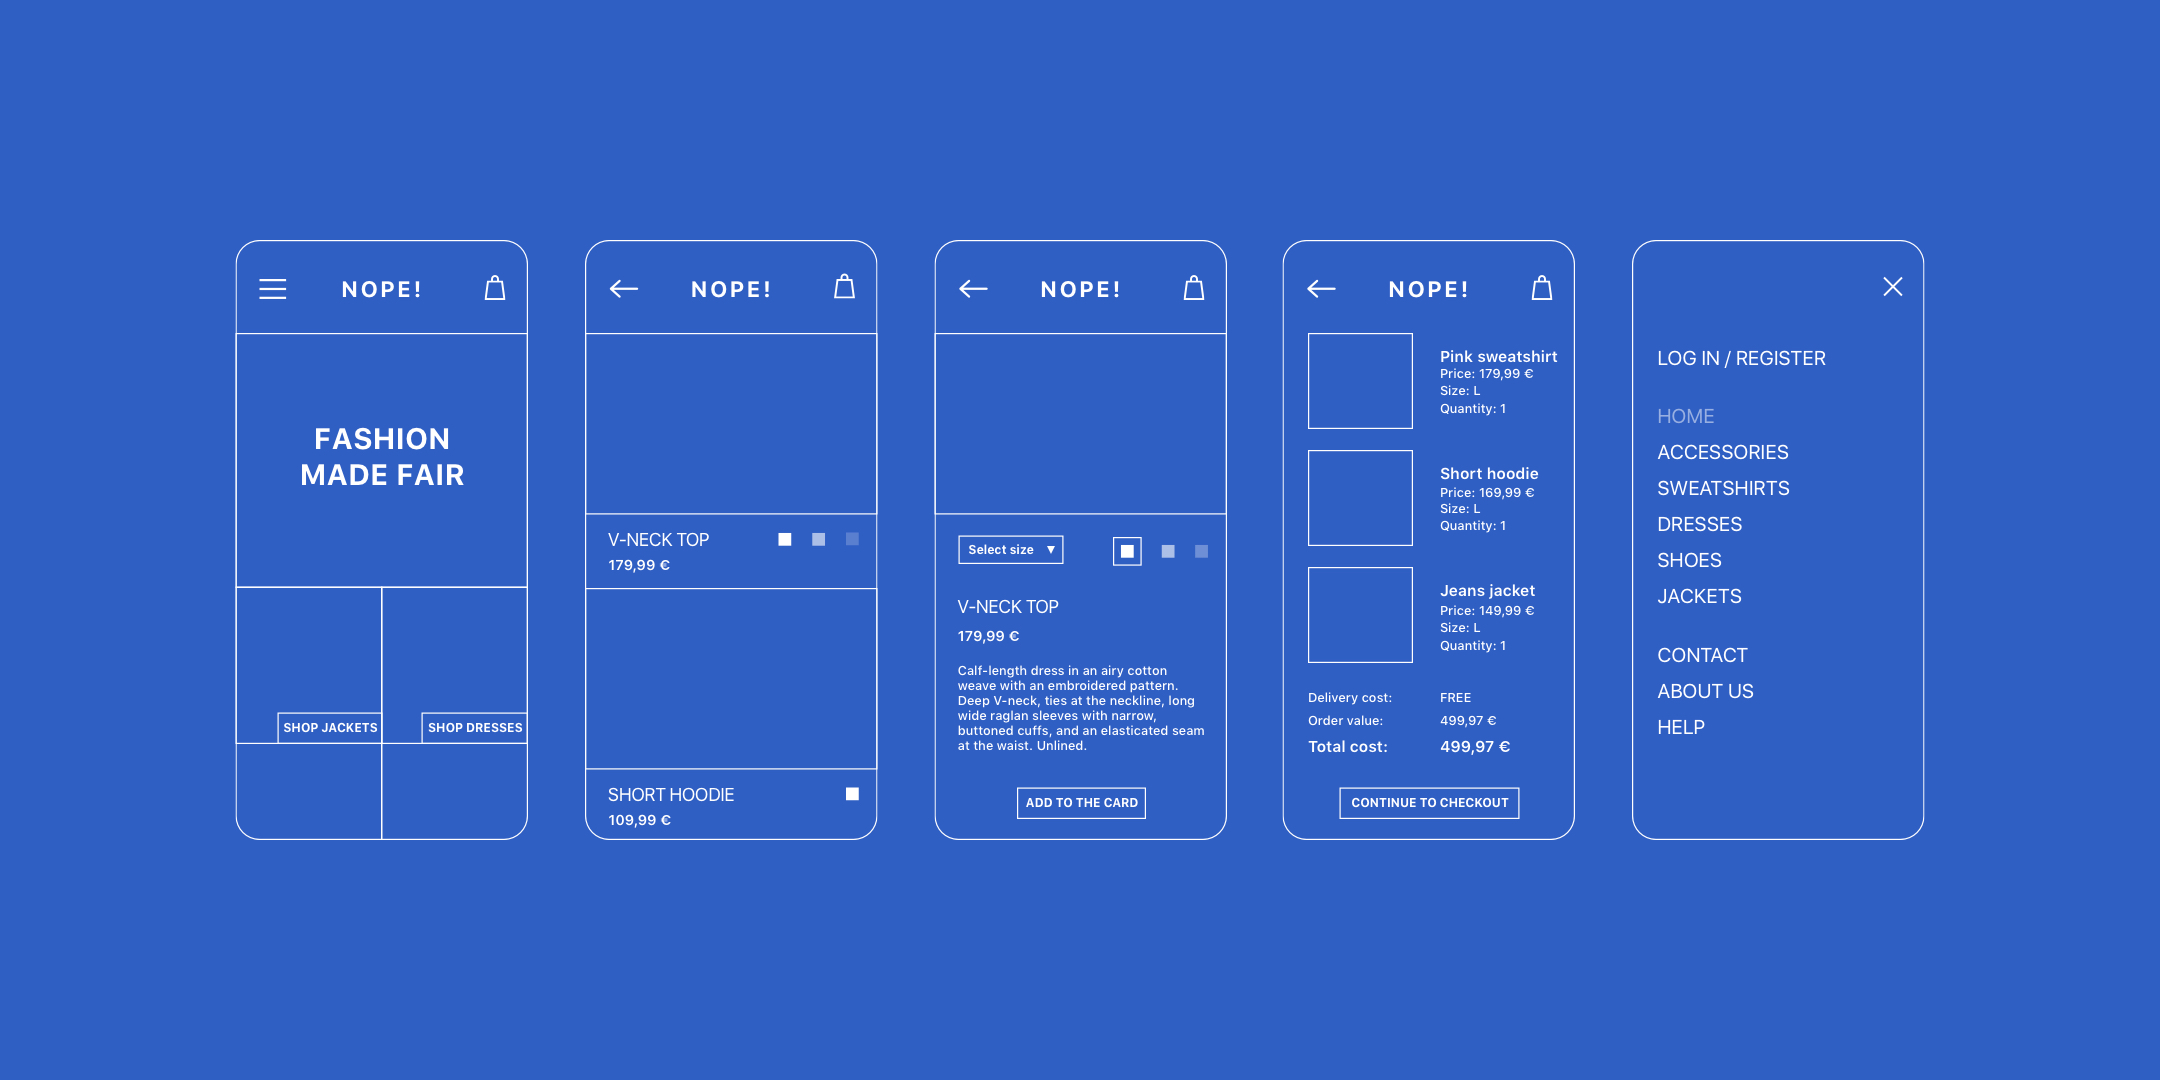 NOPE!
FASHION
MADE FAIR
SHOP JACKETS
SHOP DRESSES
NOPE!
V-NECK TOP
179,99 €
SHORT HOODIE
109,99 €
NOPE!
Select size ▼
V-NECK TOP
179,99 €
Calf-length dress in an airy cotton
weave with an embroidered pattern.
Deep V-neck, ties at the neckline, long
wide raglan sleeves with narrow,
buttoned cuffs, and an elasticated seam
at the waist. Unlined.
ADD TO THE CARD
NOPE!
Pink sweatshirt
Price: 179,99 €
Size: L
Quantity: 1
Short hoodie
Price: 169,99 €
Size: L
Quantity: 1
Jeans jacket
Price: 149,99 €
Size: L
Quantity: 1
Delivery cost: FREE
Order value: 499,97 €
Total cost: 499,97 €
CONTINUE TO CHECKOUT
LOG IN / REGISTER
HOME
ACCESSORIES
SWEATSHIRTS
DRESSES
SHOES
JACKETS
CONTACT
ABOUT US
HELP